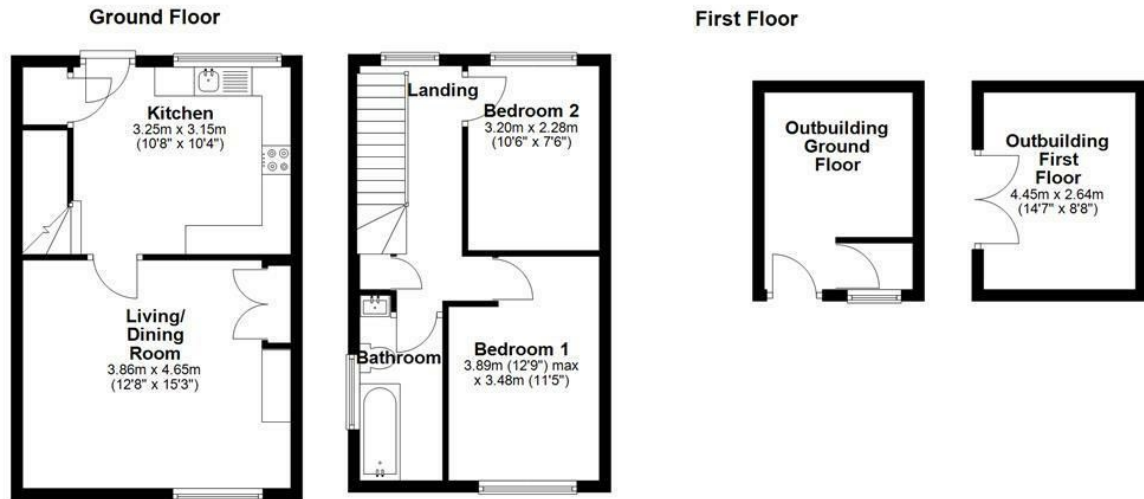 Ground Floor
First Floor
Kitchen
3.25m x 3.15m
(10'8" x 10'4")
Living/
Dining
Room
3.86m x 4.65m
(12'8" x 15'3")
Landing
Bedroom 2
3.20m x 2.28m
(10'6" x 7'6")
Bathroom
Bedroom 1
3.89m (12'9") max
x 3.48m (11'5")
Outbuilding
Ground
Floor
Outbuilding
First
Floor
4.45m x 2.64m
(14'7" x 8'8")